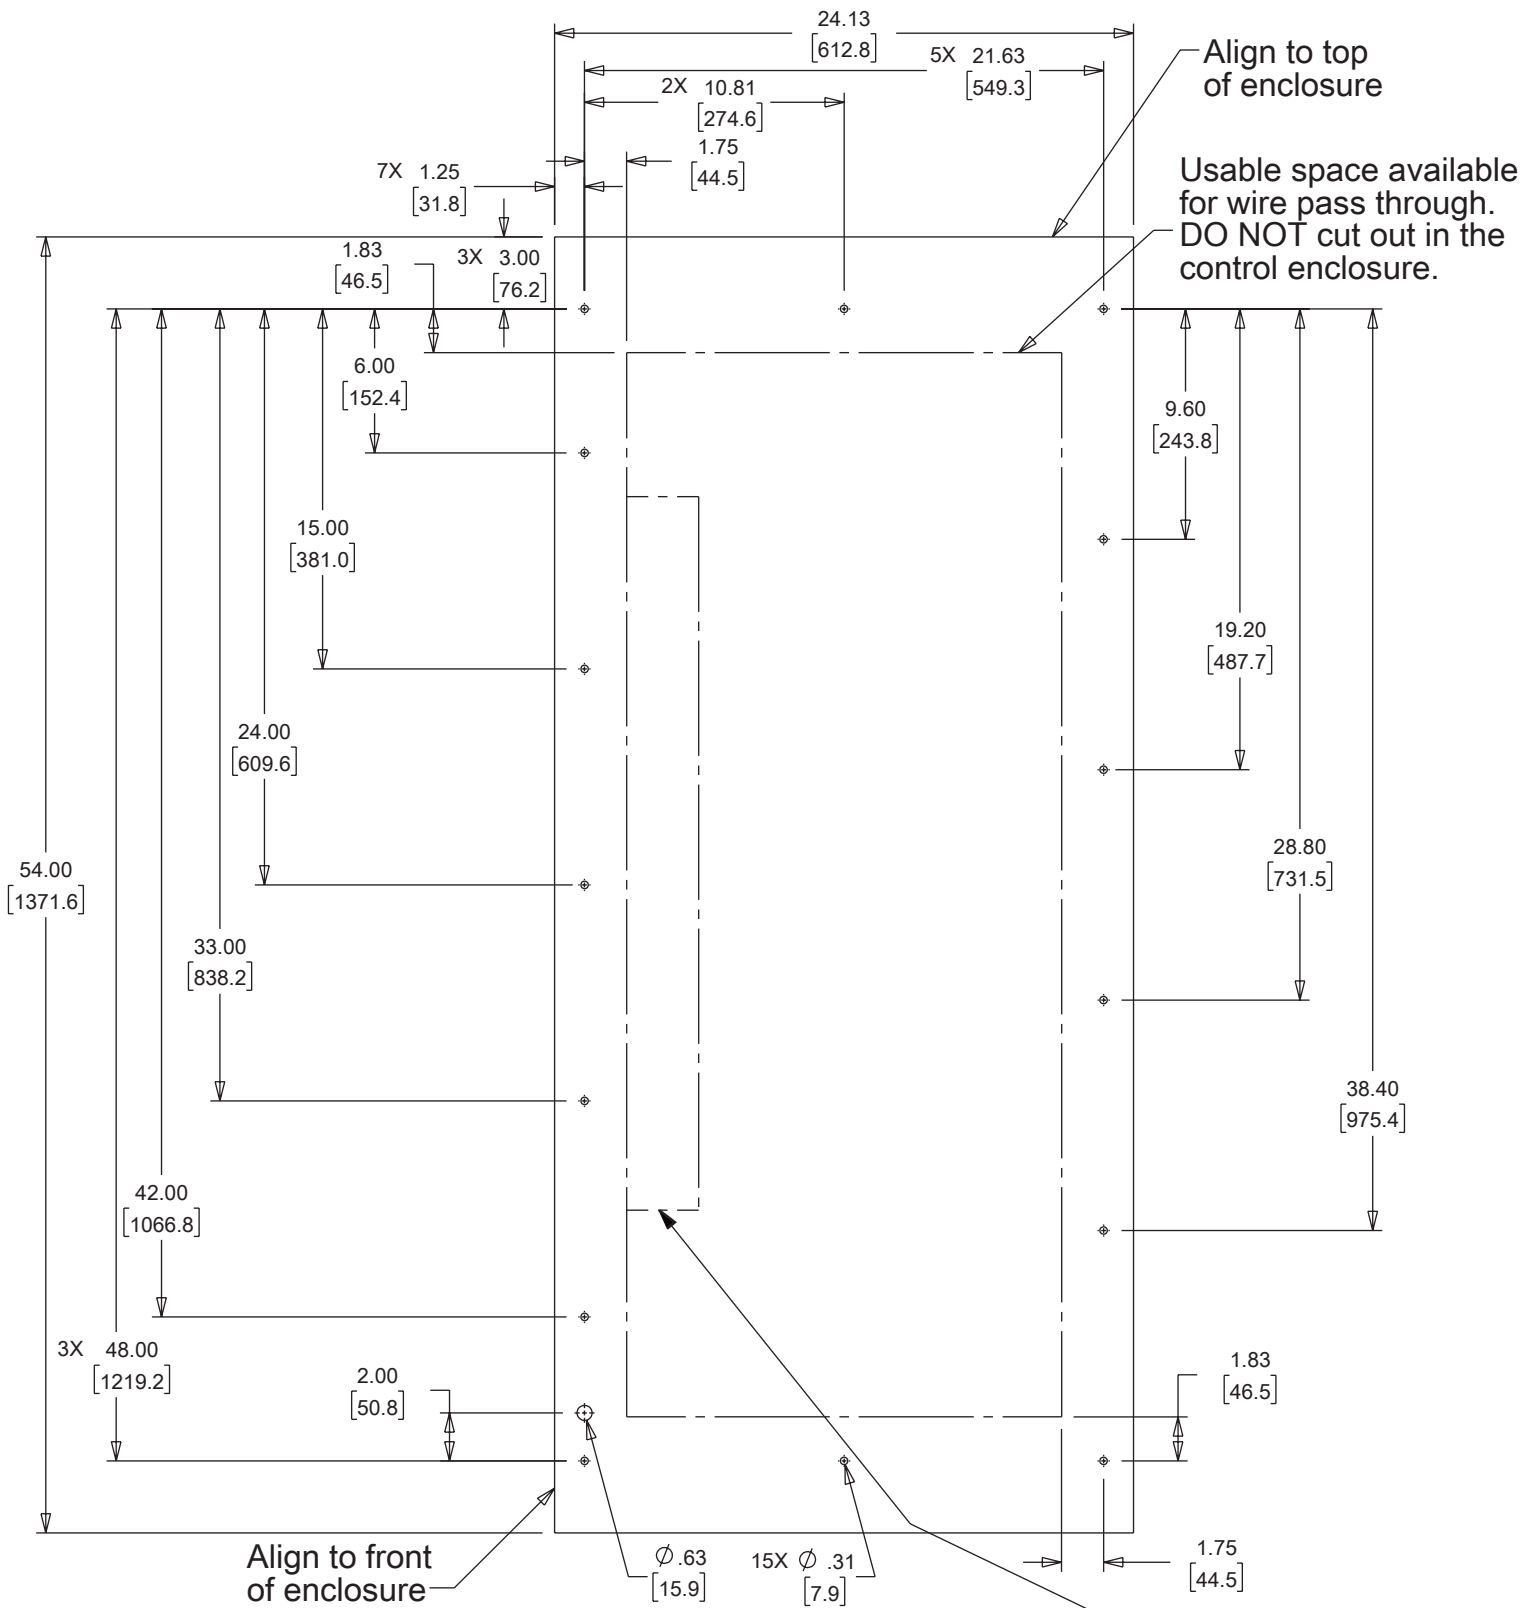 24.13
[612.8]
5X 21.63
[549.3]
Align to top
of enclosure
2X 10.81
[274.6]
1.75
[44.5]
7X 1.25
[31.8]
Usable space available
for wire pass through.
DO NOT cut out in the
control enclosure.
1.83
[46.5]
3X 3.00
[76.2]
6.00
[152.4]
9.60
[243.8]
15.00
[381.0]
19.20
[487.7]
24.00
[609.6]
28.80
[731.5]
54.00
[1371.6]
33.00
[838.2]
38.40
[975.4]
42.00
[1066.8]
3X 48.00
[1219.2]
2.00
[50.8]
1.83
[46.5]
Align to front
of enclosure
Ø .63
[15.9]
15X Ø .31
[7.9]
1.75
[44.5]